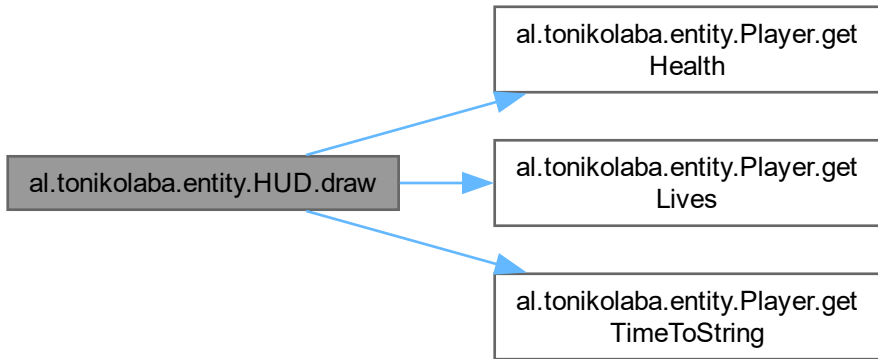 al.tonikolaba.entity.Player.get
Health
al.tonikolaba.entity.HUD.draw
al.tonikolaba.entity.Player.get
Lives
al.tonikolaba.entity.Player.get
TimeToString